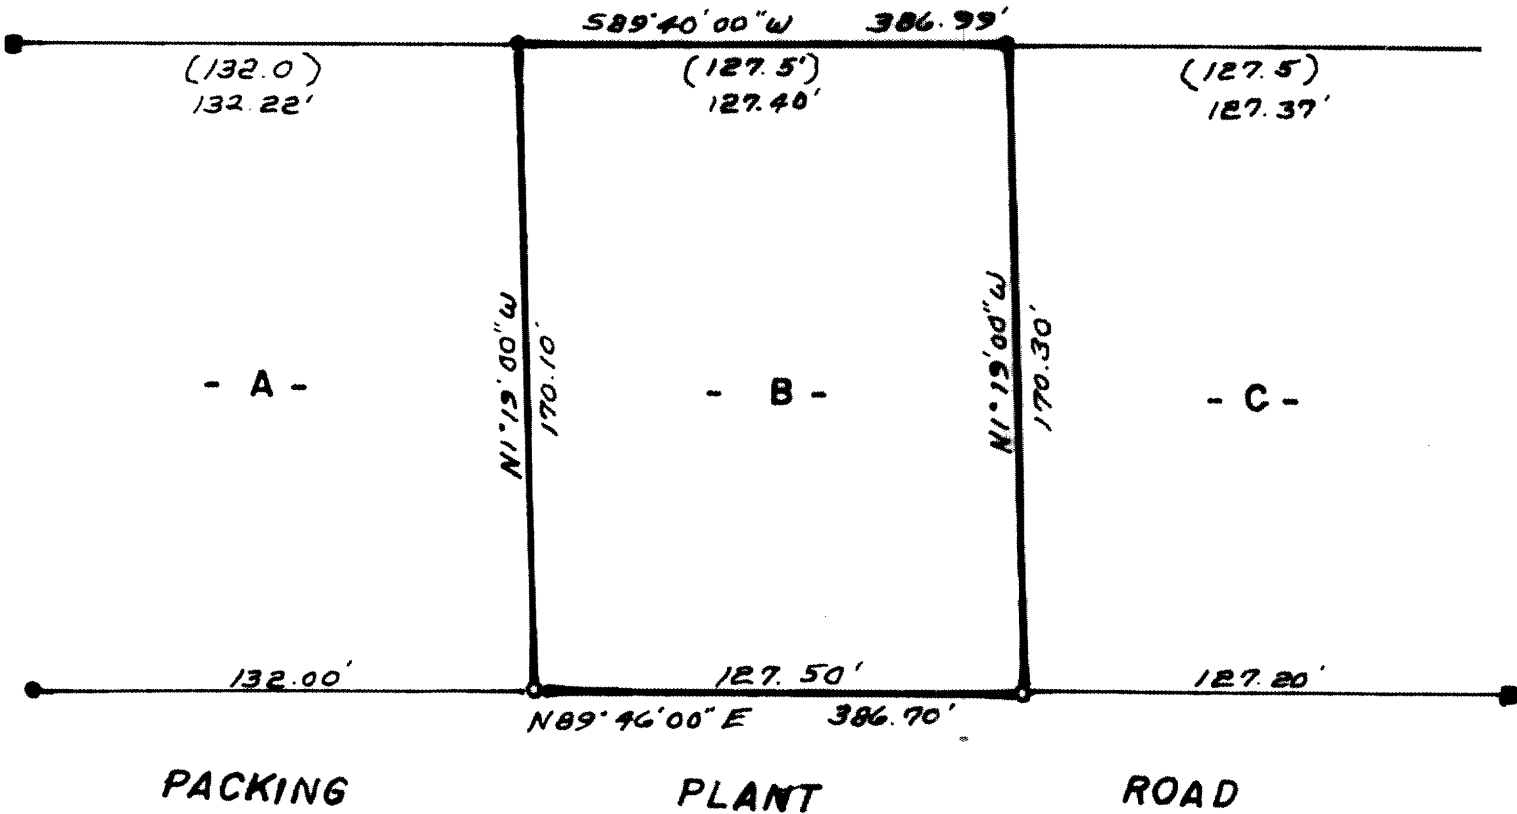 S89°40'00"W 386.99'
(132.0) (127.5') (127.5)
132.22' 127.40' 127.37'
N1°19'00"W 170.10'
N1°19'00"W 170.30'
- A - - B - - C -
132.00' 127.50' 127.20'
N89°46'00"E 386.70'
PACKING PLANT ROAD